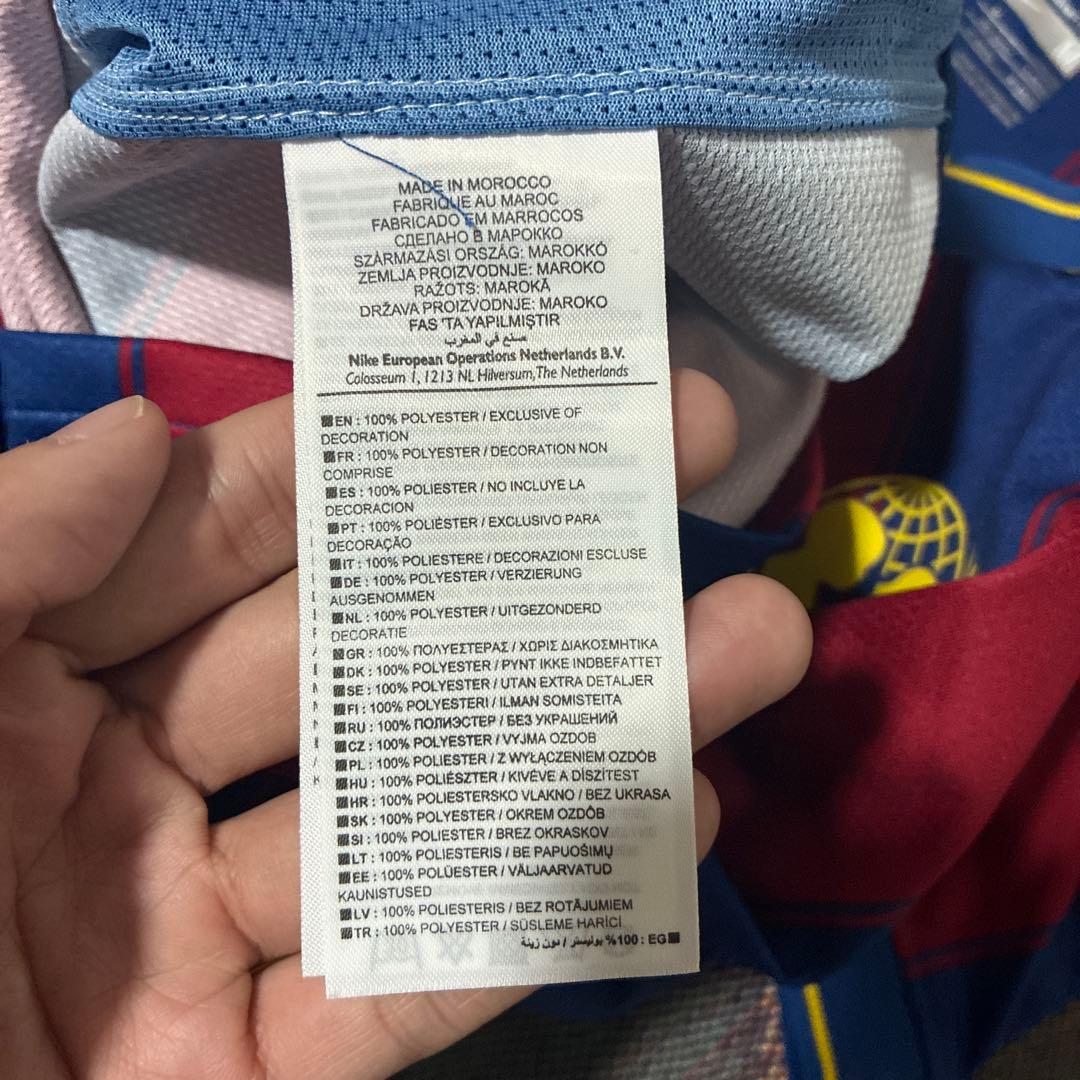 MADE IN MOROCCO
FABRIQUE AU MAROC
FABRICADO EM MARROCOS
СДЕЛАНО В МАРОККО
SZÁRMAZÁSI ORSZÁG: MAROKKÓ
ZEMLJA PROIZVODNJE: MAROKO
RAŽOTS: MAROKĀ
DRŽAVA PROIZVODNJE: MAROKO
FAS 'TA YAPILMIŞTIR
صنع في المغرب
Nike European Operations Netherlands B.V.
Colosseum 1, 1213 NL Hilversum, The Netherlands
EN : 100% POLYESTER / EXCLUSIVE OF
DECORATION
FR : 100% POLYESTER / DECORATION NON
COMPRISE
ES : 100% POLIESTER / NO INCLUYE LA
DECORACION
PT : 100% POLIÉSTER / EXCLUSIVO PARA
DECORAÇÃO
IT : 100% POLIESTERE / DECORAZIONI ESCLUSE
DE : 100% POLYESTER / VERZIERUNG
AUSGENOMMEN
NL : 100% POLYESTER / UITGEZONDERD
DECORATIE
GR : 100% ΠΟΛΥΕΣΤΕΡΑΣ / ΧΩΡΙΣ ΔΙΑΚΟΣΜΗΤΙΚΑ
DK : 100% POLYESTER / PYNT IKKE INDBEFATTET
SE : 100% POLYESTER / UTAN EXTRA DETALJER
FI : 100% POLYESTERI / ILMAN SOMISTEITA
RU : 100% ПОЛИЭСТЕР / БЕЗ УКРАШЕНИЙ
CZ : 100% POLYESTER / VYJMA OZDOB
PL : 100% POLYESTER / Z WYŁĄCZENIEM OZDÓB
HU : 100% POLIÉSZTER / KIVÉVE A DÍSZÍTÉST
HR : 100% POLIESTERSKO VLAKNO / BEZ UKRASA
SK : 100% POLYESTER / OKREM OZDÔB
SI : 100% POLYESTER / BREZ OKRASKOV
LT : 100% POLIESTERIS / BE PAPUOŠIMŲ
EE : 100% POLÜESTER / VÄLJAARVATUD
KAUNISTUSED
LV : 100% POLIESTERIS / BEZ ROTĀJUMIEM
TR : 100% POLYESTER / SÜSLEME HARİCİ
EG : 100% بوليستر / دون زينة